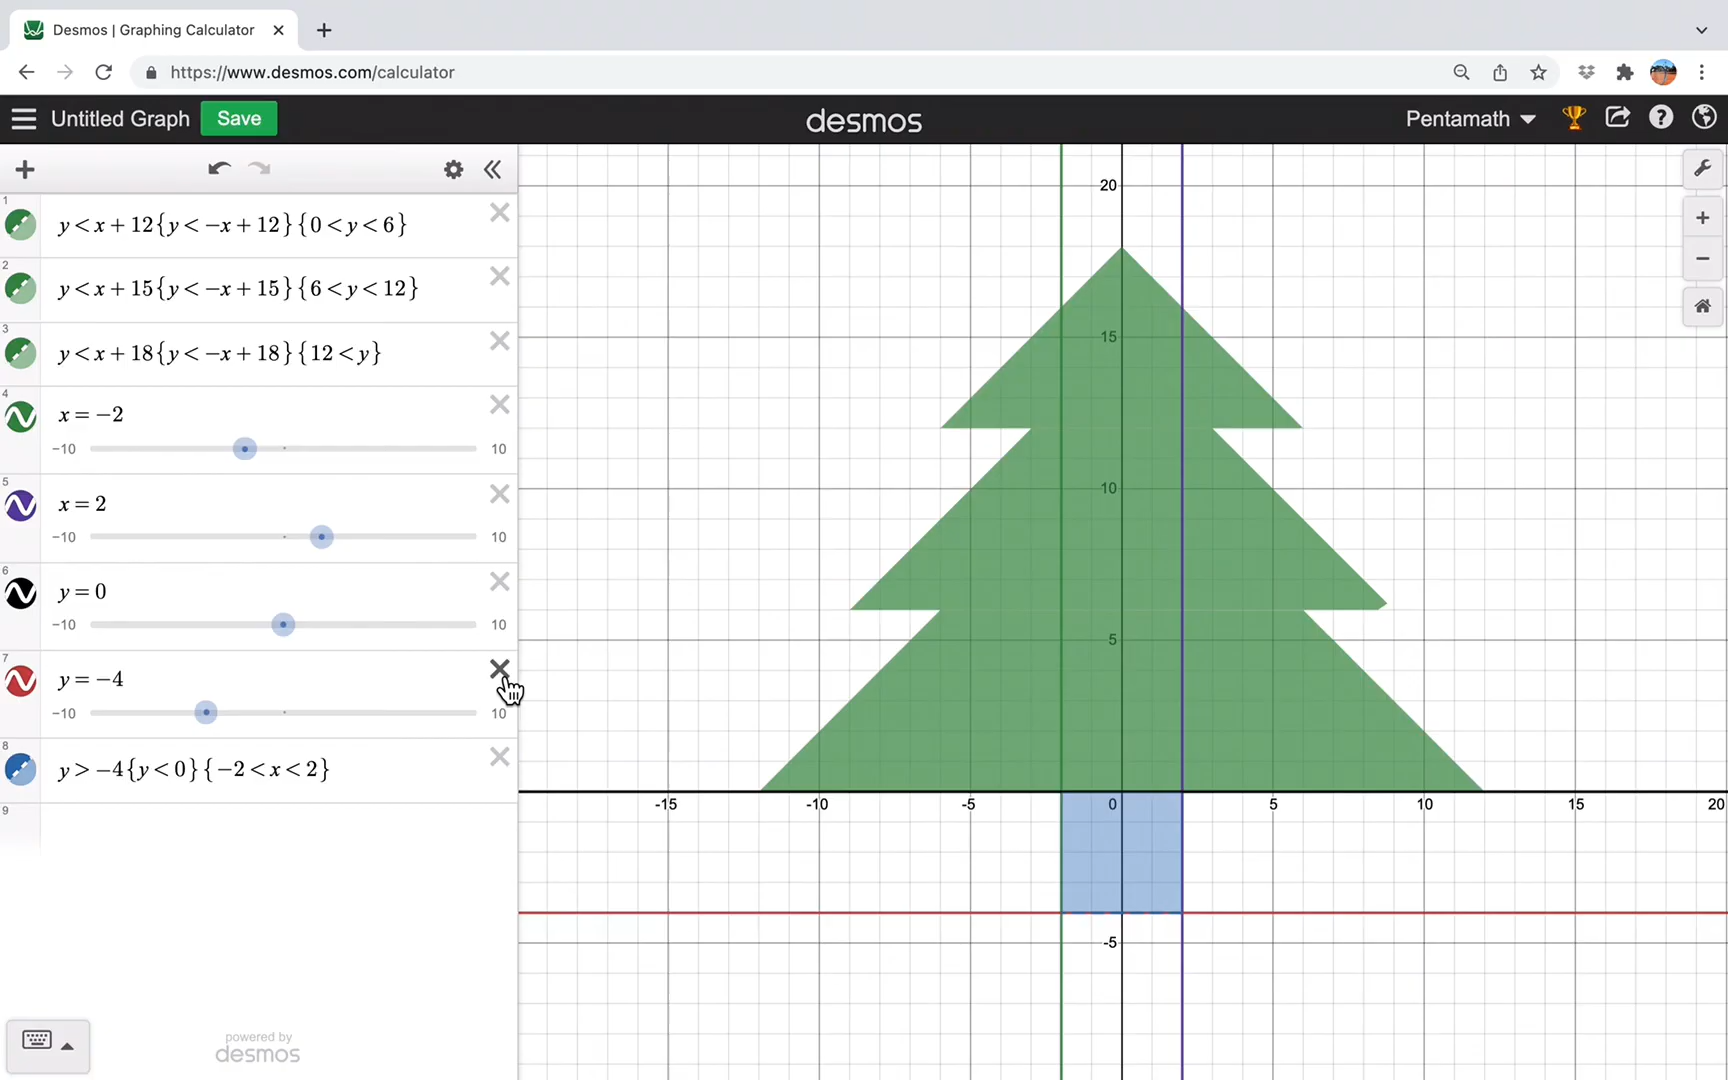 Desmos | Graphing Calculator
https://www.desmos.com/calculator
Untitled Graph Save desmos Pentamath
1
y<x+12{y<−x+12}{0<y<6}
2
y<x+15{y<−x+15}{6<y<12}
3
y<x+18{y<−x+18}{12<y}
4
x=−2
−10 10
5
x=2
−10 10
6
y=0
−10 10
7
y=−4
−10 10
8
y>−4{y<0}{−2<x<2}
9
powered by
desmos
20
15
10
5
-15 -10 -5 0 5 10 15 20
-5